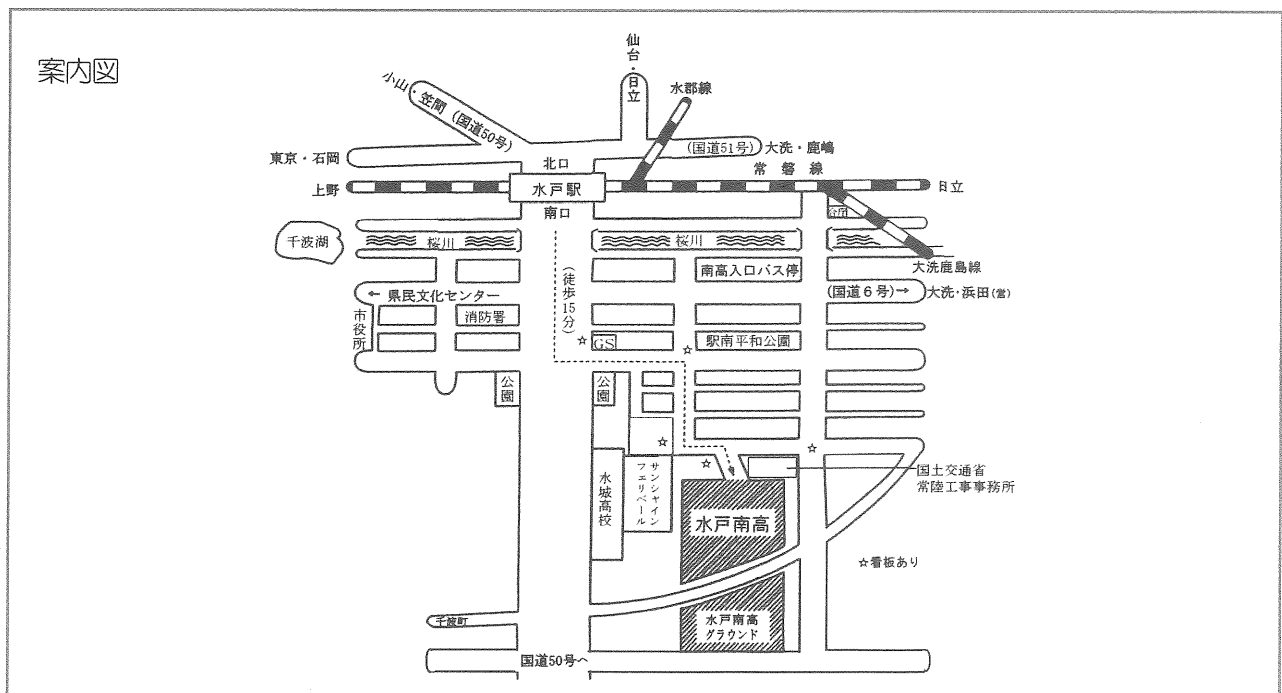 案内図
仙台・日立
小山・笠間(国道50号)
水郡線
東京・石岡
北口
(国道51号)
大洗・鹿嶋
常磐線
上野
水戸駅
日立
南口
千波湖
桜川
桜川
大洗鹿島線
(徒歩15分)
南高入口バス停
← 県民文化センター
(国道6号)→
大洗・浜田(営)
市役所
消防署
☆
GS
☆
駅南平和公園
公園
公園
☆
☆
☆
国土交通省
常陸工事事務所
水城高校
サンシャイン
フェリベール
水戸南高
☆看板あり
千波町
水戸南高
グラウンド
国道50号へ